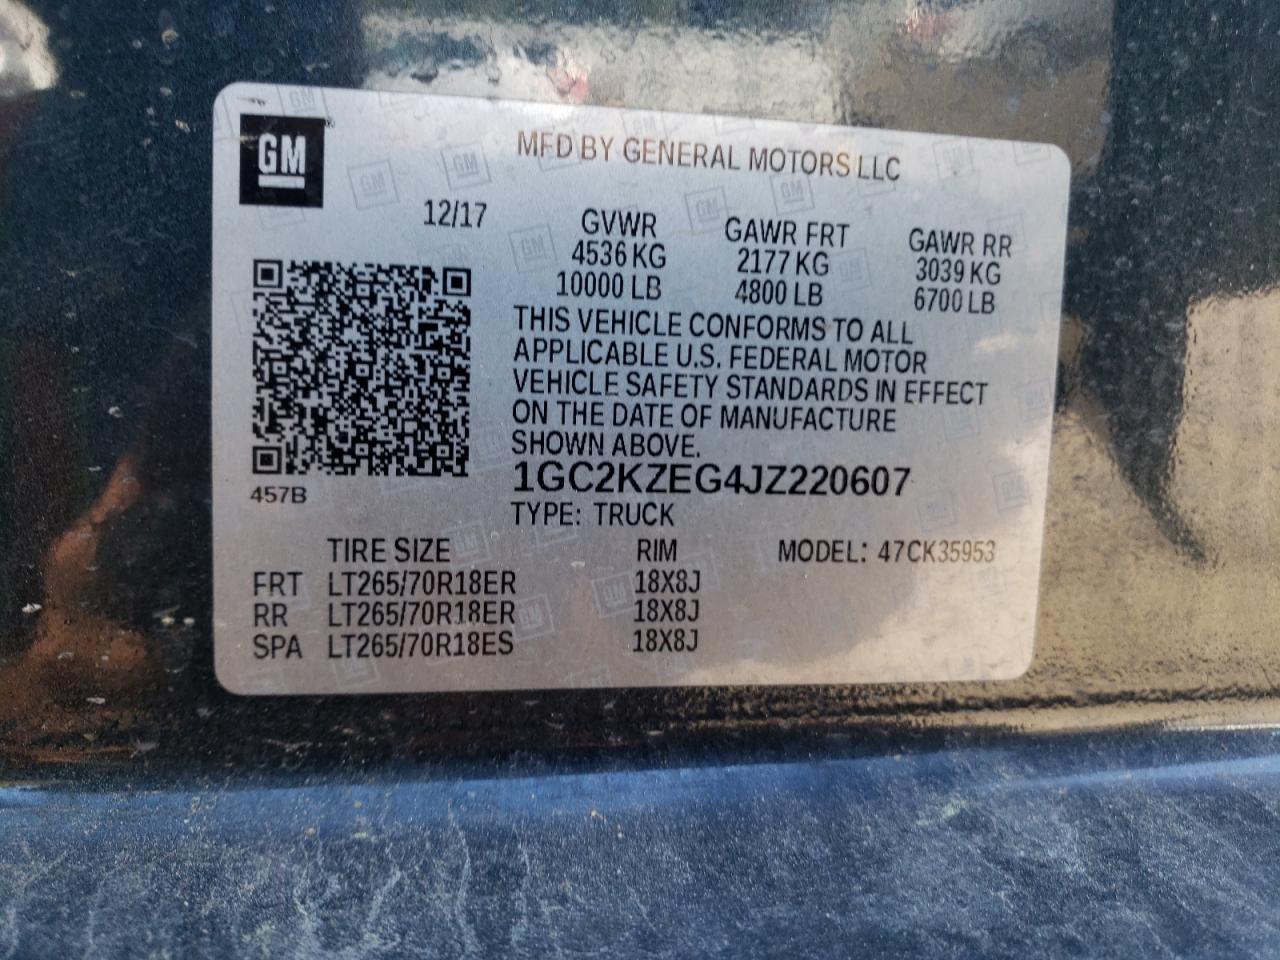 GM
MFD BY GENERAL MOTORS LLC
12/17 GVWR GAWR FRT GAWR RR
4536 KG 2177 KG 3039 KG
10000 LB 4800 LB 6700 LB
THIS VEHICLE CONFORMS TO ALL
APPLICABLE U.S. FEDERAL MOTOR
VEHICLE SAFETY STANDARDS IN EFFECT
ON THE DATE OF MANUFACTURE
SHOWN ABOVE.
1GC2KZEG4JZ220607
457B
TYPE: TRUCK
TIRE SIZE RIM MODEL: 47CK35953
FRT LT265/70R18ER 18X8J
RR LT265/70R18ER 18X8J
SPA LT265/70R18ES 18X8J